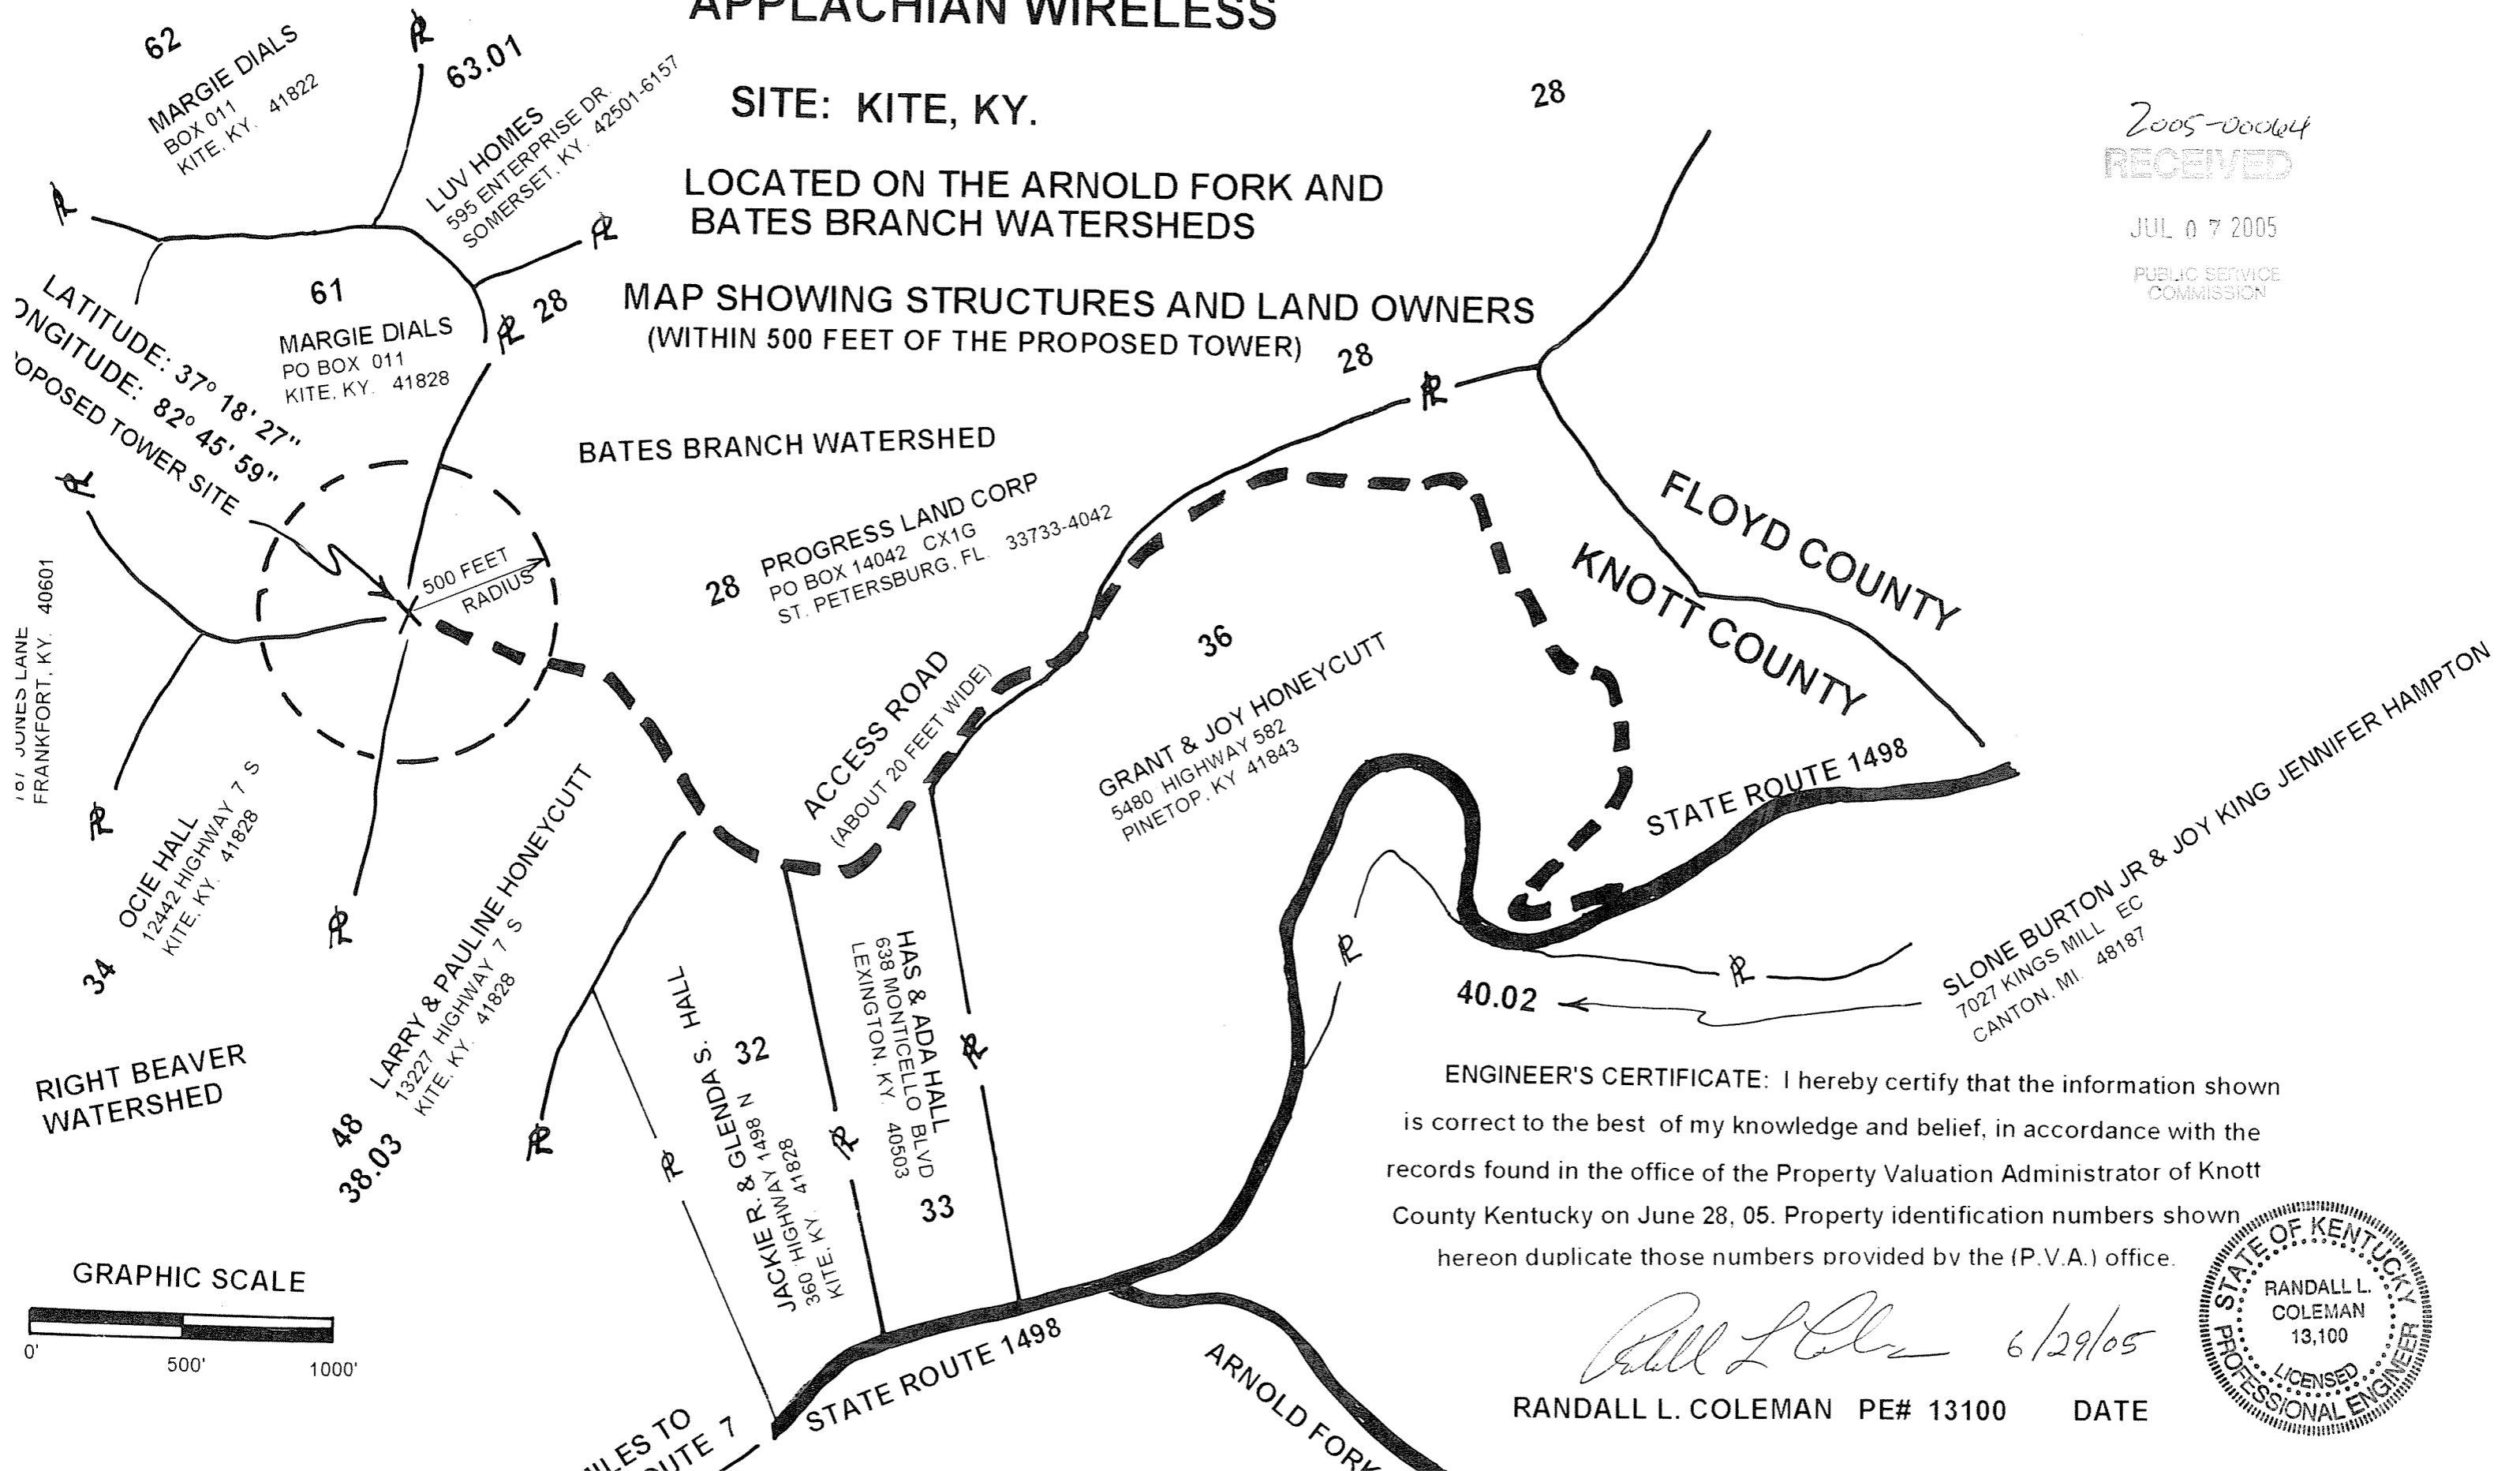 APPLACHIAN WIRELESS
SITE: KITE, KY.
LOCATED ON THE ARNOLD FORK AND
BATES BRANCH WATERSHEDS
MAP SHOWING STRUCTURES AND LAND OWNERS
(WITHIN 500 FEET OF THE PROPOSED TOWER)
2005-00064
RECEIVED
JUL 07 2005
PUBLIC SERVICE
COMMISSION
62
MARGIE DIALS
BOX 011
KITE, KY. 41822
63.01
LUV HOMES
595 ENTERPRISE DR.
SOMERSET, KY. 42501-6157
28
61
MARGIE DIALS
PO BOX 011
KITE, KY. 41828
28
28
LATITUDE: 37° 18' 27"
ONGITUDE: 82° 45' 59"
OPOSED TOWER SITE
500 FEET
RADIUS
BATES BRANCH WATERSHED
28
PROGRESS LAND CORP
PO BOX 14042 CX1G
ST. PETERSBURG, FL. 33733-4042
FLOYD COUNTY
KNOTT COUNTY
JONES LANE
FRANKFORT, KY. 40601
ACCESS ROAD
(ABOUT 20 FEET WIDE)
36
GRANT & JOY HONEYCUTT
5480 HIGHWAY 582
PINETOP, KY 41843
STATE ROUTE 1498
OCIE HALL
12442 HIGHWAY 7 S
KITE, KY. 41828
34
LARRY & PAULINE HONEYCUTT
13227 HIGHWAY 7 S
KITE, KY. 41828
48
38.03
JACKIE R. & GLENDA S. HALL
360 HIGHWAY 1498 N
KITE, KY. 41828
32
HAS & ADA HALL
638 MONTICELLO BLVD
LEXINGTON, KY. 40503
33
40.02
SLONE BURTON JR & JOY KING JENNIFER HAMPTON
7027 KINGS MILL EC
CANTON, MI. 48187
RIGHT BEAVER
WATERSHED
ENGINEER'S CERTIFICATE: I hereby certify that the information shown
is correct to the best of my knowledge and belief, in accordance with the
records found in the office of the Property Valuation Administrator of Knott
County Kentucky on June 28, 05. Property identification numbers shown
hereon duplicate those numbers provided by the (P.V.A.) office.
GRAPHIC SCALE
0' 500' 1000'
STATE ROUTE 1498
ARNOLD FORK
ILES TO
OUTE 7
6/29/05
RANDALL L. COLEMAN PE# 13100 DATE
STATE OF KENTUCKY
RANDALL L.
COLEMAN
13,100
LICENSED
PROFESSIONAL ENGINEER